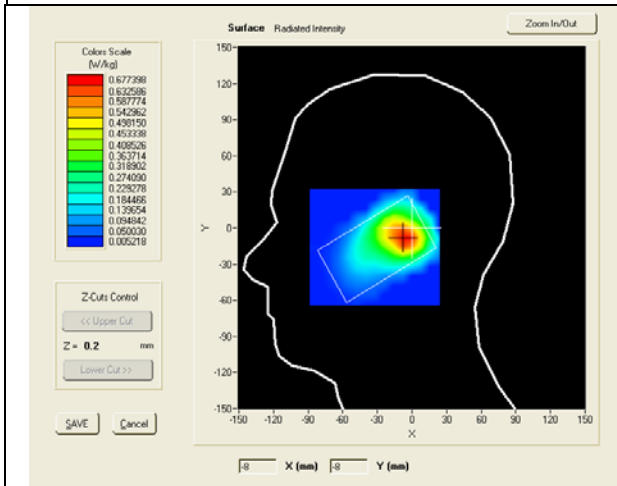 Surface Radiated Intensity
Zoom In/Out
Colors Scale
(W/kg)
0.677398
0.632586
0.587774
0.542962
0.498150
0.453338
0.408526
0.363714
0.318902
0.274090
0.229278
0.184466
0.139654
0.094842
0.050030
0.005218
Z-Cuts Control
<< Upper Cut
Z = 0.2 mm
Lower Cut >>
SAVE Cancel
150
120
90
60
30
0
-30
-60
-90
-120
-150
Y
-150 -120 -90 -60 -30 0 30 60 90 120 150
X
-8 X (mm) -8 Y (mm)